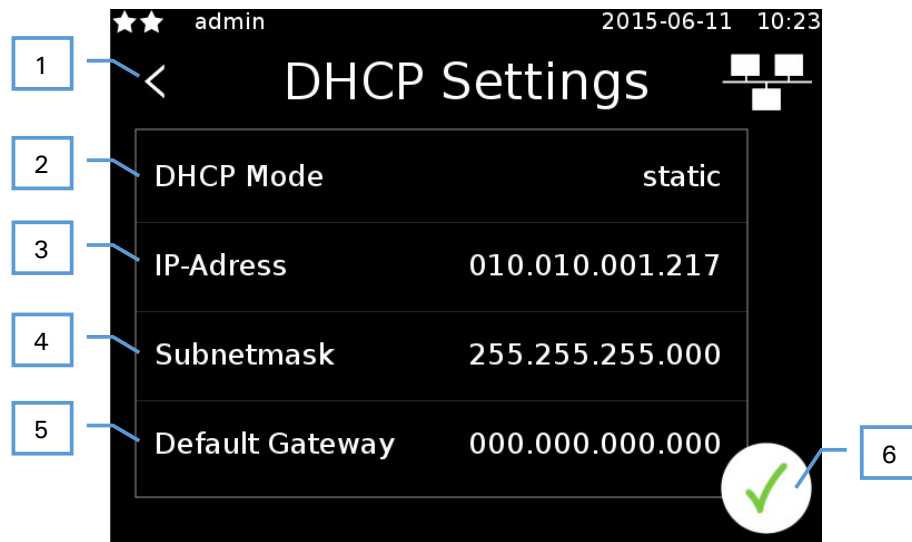 admin 2015-06-11 10:23
1
DHCP Settings
2
DHCP Mode static
3
IP-Adress 010.010.001.217
4
Subnetmask 255.255.255.000
5
Default Gateway 000.000.000.000
6